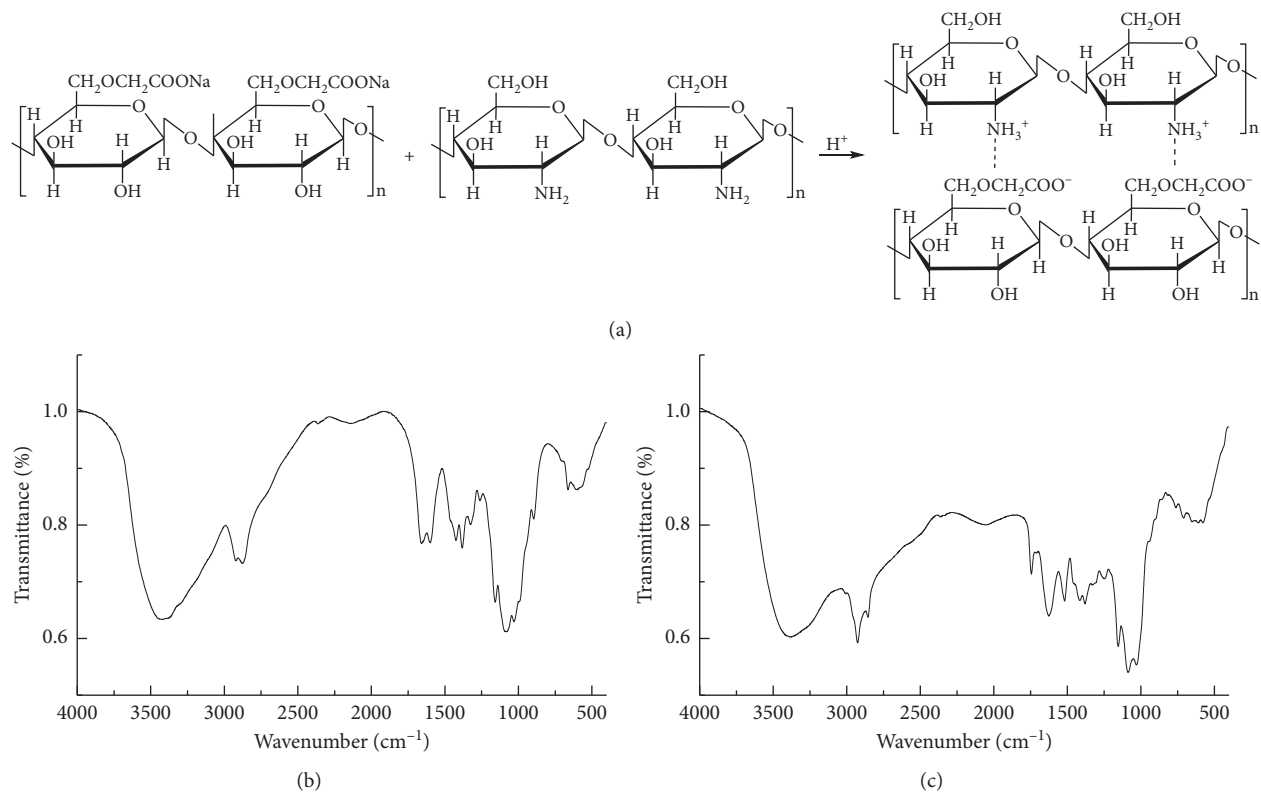 CH₂OCH₂COONa CH₂OCH₂COONa CH₂OH CH₂OH H⁺ CH₂OH CH₂OH
H O H O H O H O H O H O
H H H H H H
OH H O OH H O OH H O OH H O OH H O OH H O
H H
H OH H OH n + H NH₂ H NH₂ n H NH₃⁺ H NH₃⁺ n
CH₂OCH₂COO⁻ CH₂OCH₂COO⁻
H O H O
H H
OH H O OH H O
H H
H OH H OH n
(a)
1.0
0.8
0.6
Transmittance (%)
4000 3500 3000 2500 2000 1500 1000 500
Wavenumber (cm⁻¹)
(b)
1.0
0.8
0.6
Transmittance (%)
4000 3500 3000 2500 2000 1500 1000 500
Wavenumber (cm⁻¹)
(c)